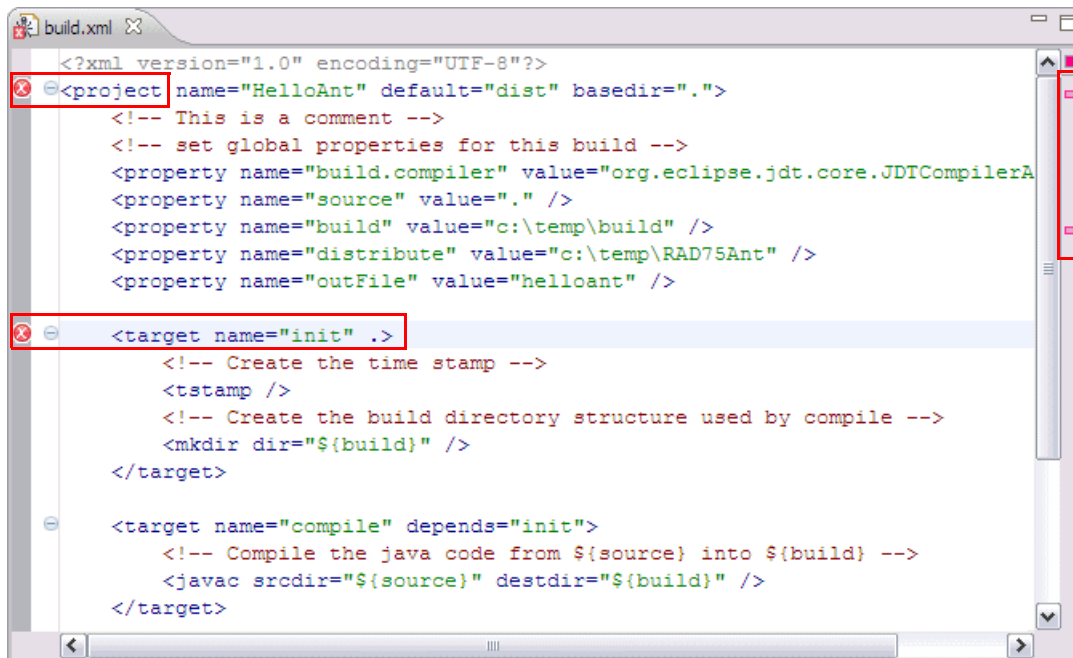 build.xml
<?xml version="1.0" encoding="UTF-8"?>
<project name="HelloAnt" default="dist" basedir=".">
<!-- This is a comment -->
<!-- set global properties for this build -->
<property name="build.compiler" value="org.eclipse.jdt.core.JDTCompilerA
<property name="source" value="." />
<property name="build" value="c:\temp\build" />
<property name="distribute" value="c:\temp\RAD75Ant" />
<property name="outFile" value="helloant" />
<target name="init" .>
<!-- Create the time stamp -->
<tstamp />
<!-- Create the build directory structure used by compile -->
<mkdir dir="${build}" />
</target>
<target name="compile" depends="init">
<!-- Compile the java code from ${source} into ${build} -->
<javac srcdir="${source}" destdir="${build}" />
</target>